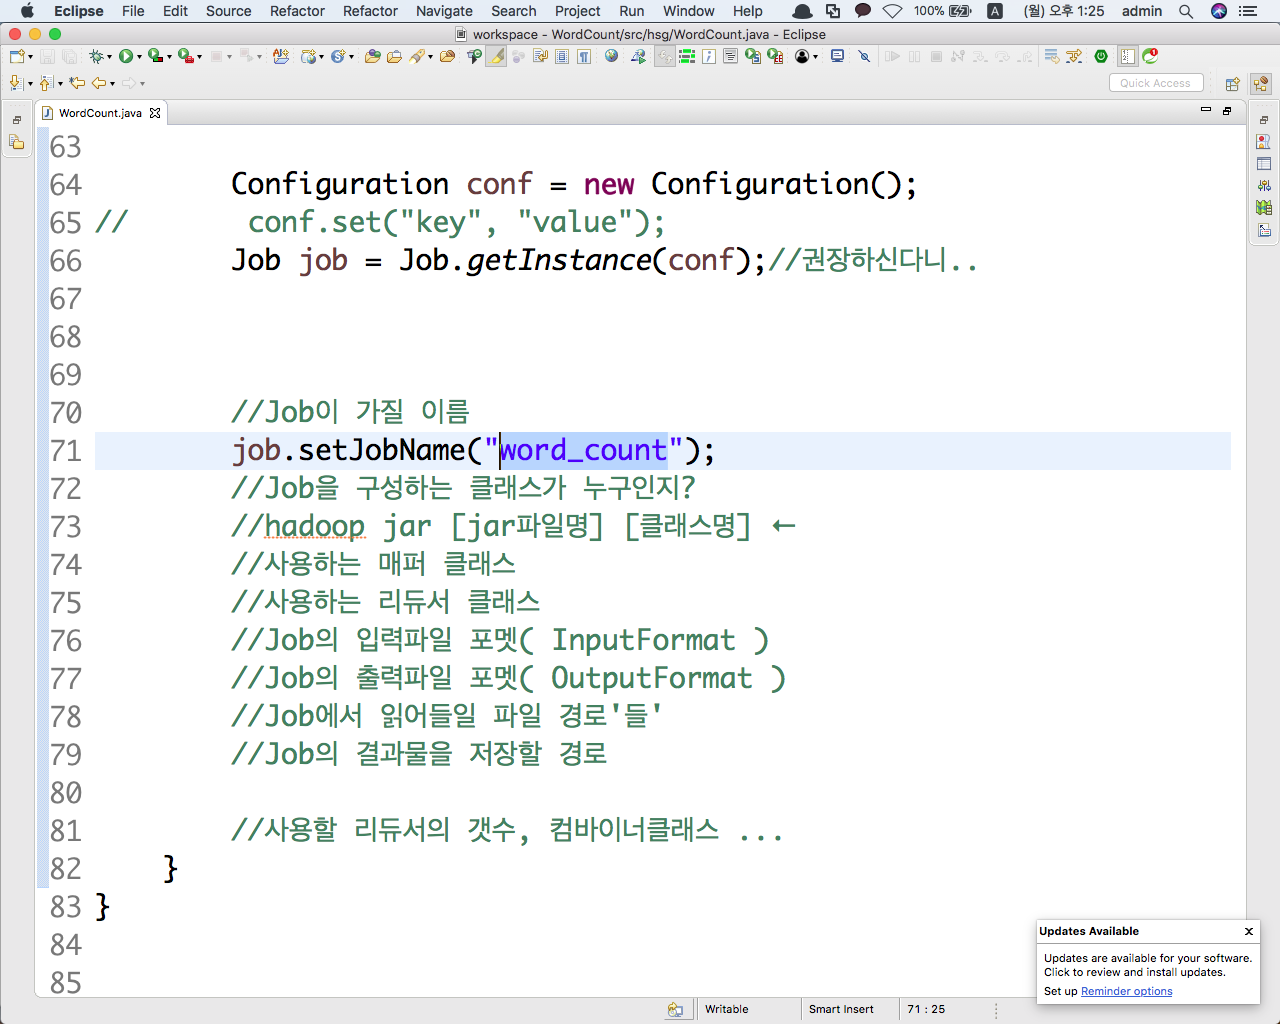 Eclipse File Edit Source Refactor Refactor Navigate Search Project Run Window Help 100% A (월) 오후 1:25 admin
workspace - WordCount/src/hsg/WordCount.java - Eclipse
Quick Access
WordCount.java
63
64 Configuration conf = new Configuration();
65 // conf.set("key", "value");
66 Job job = Job.getInstance(conf);//권장하신다니..
67
68
69
70 //Job이 가질 이름
71 job.setJobName("word_count");
72 //Job을 구성하는 클래스가 누구인지?
73 //hadoop jar [jar파일명] [클래스명] ←
74 //사용하는 매퍼 클래스
75 //사용하는 리듀서 클래스
76 //Job의 입력파일 포멧( InputFormat )
77 //Job의 출력파일 포멧( OutputFormat )
78 //Job에서 읽어들일 파일 경로'들'
79 //Job의 결과물을 저장할 경로
80
81 //사용할 리듀서의 갯수, 컴바이너클래스 ...
82 }
83 }
84
85
Updates Available
Updates are available for your software.
Click to review and install updates.
Set up Reminder options
Writable Smart Insert 71 : 25